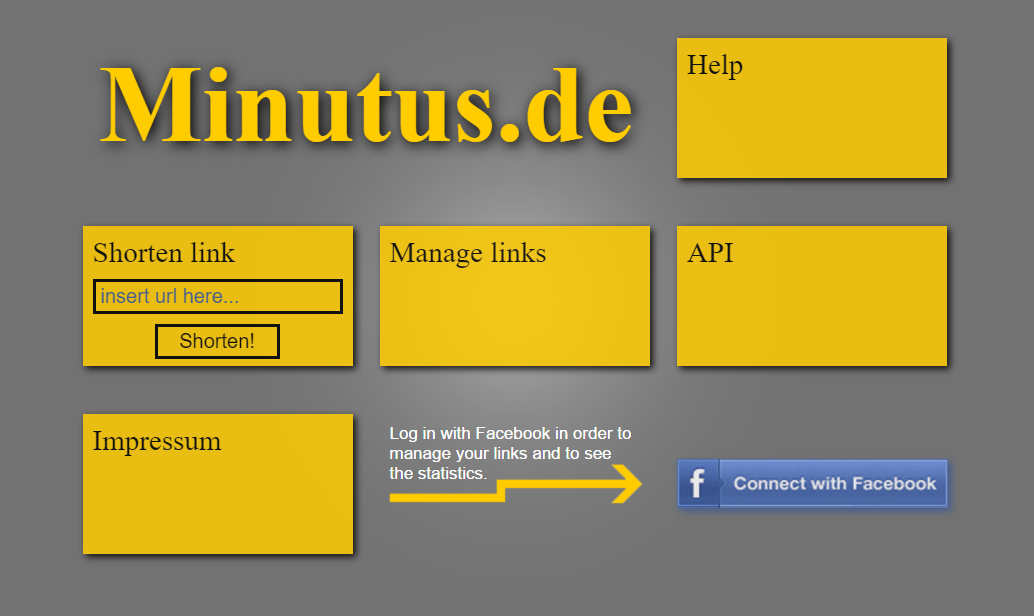 Minutus.de
Help
Shorten link
insert url here...
Shorten!
Manage links
API
Impressum
Log in with Facebook in order to
manage your links and to see
the statistics.
f Connect with Facebook